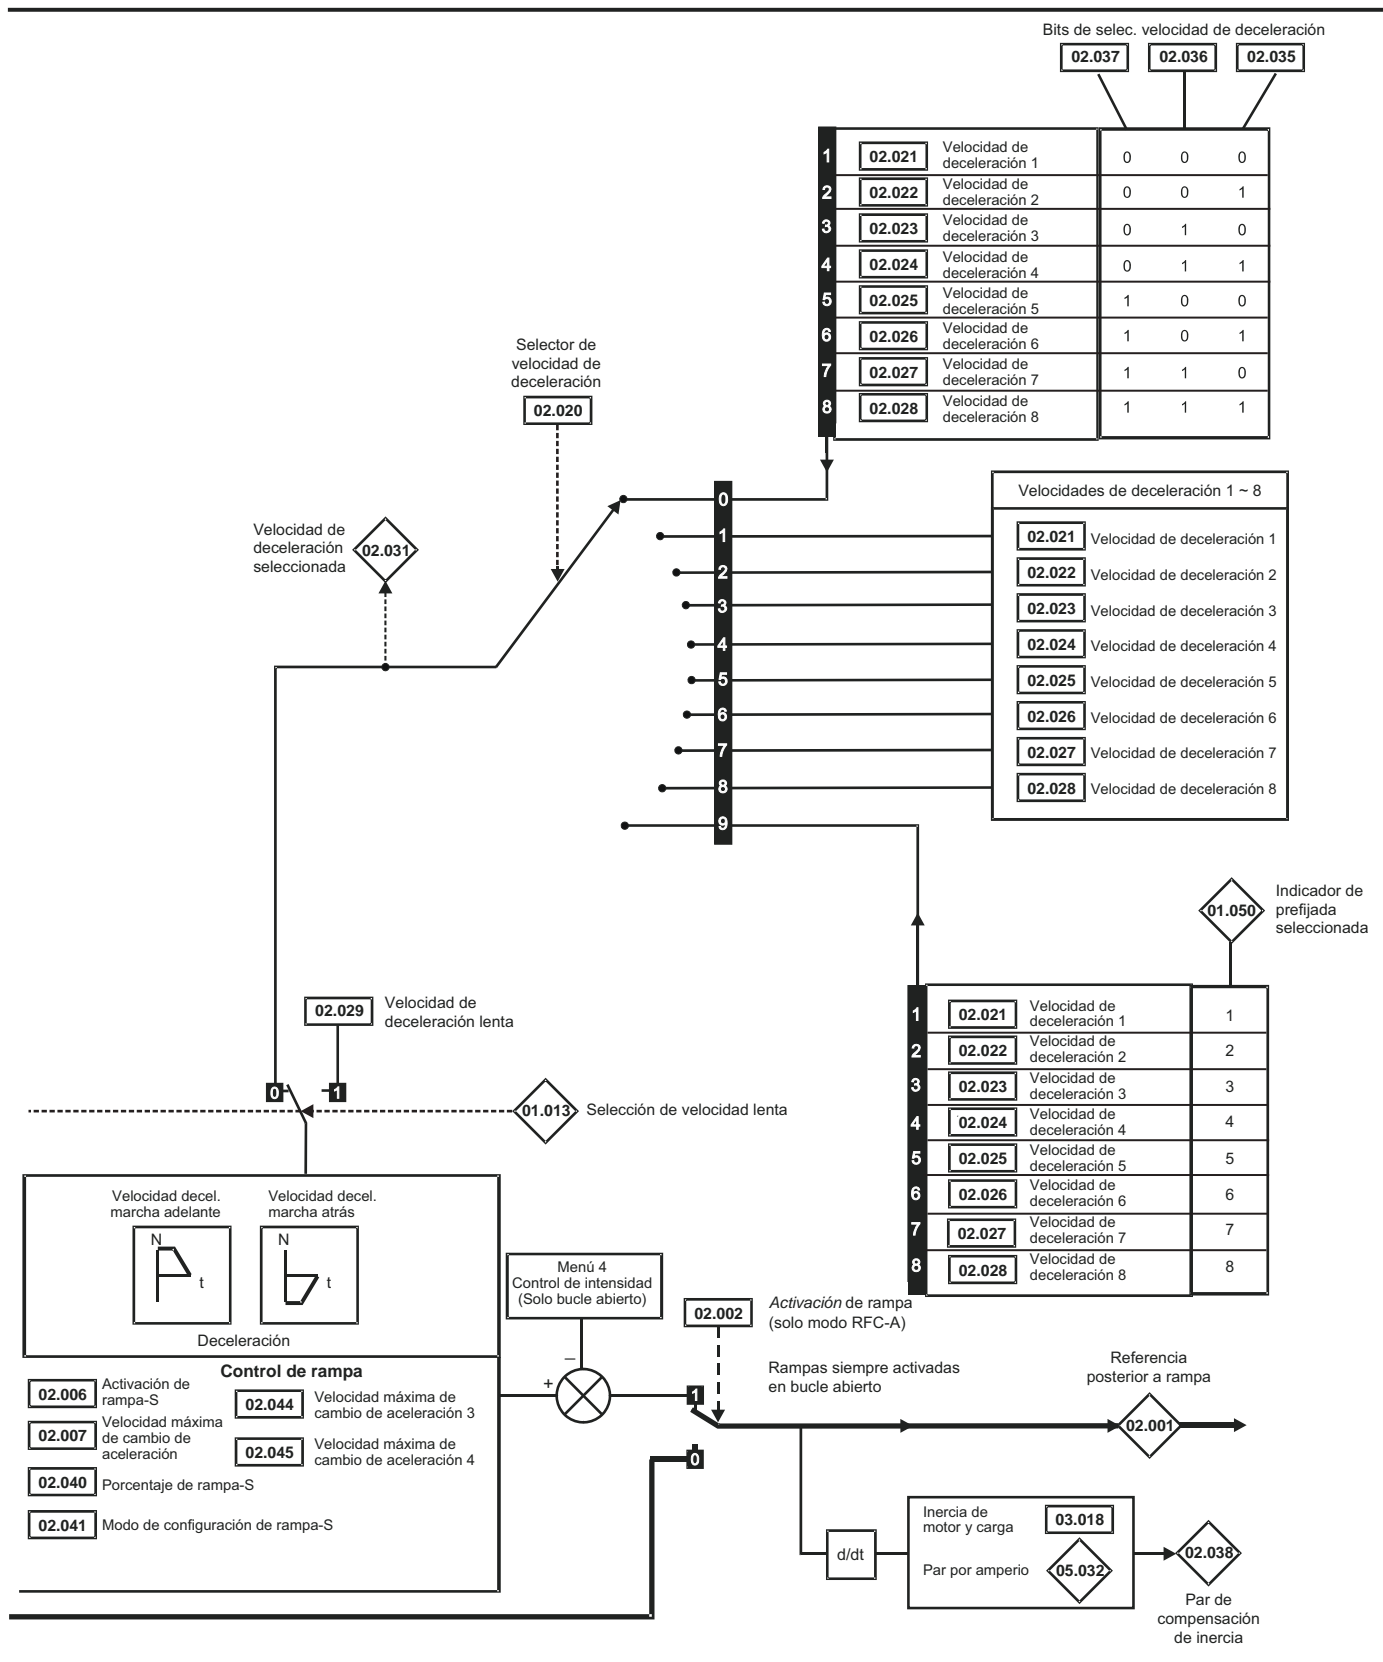 Bits de selec. velocidad de deceleración
02.037 02.036 02.035
1 02.021 Velocidad de deceleración 1 0 0 0
2 02.022 Velocidad de deceleración 2 0 0 1
3 02.023 Velocidad de deceleración 3 0 1 0
4 02.024 Velocidad de deceleración 4 0 1 1
5 02.025 Velocidad de deceleración 5 1 0 0
6 02.026 Velocidad de deceleración 6 1 0 1
7 02.027 Velocidad de deceleración 7 1 1 0
8 02.028 Velocidad de deceleración 8 1 1 1
Selector de
velocidad de
deceleración
02.020
Velocidad de
deceleración
seleccionada
02.031
0
1
2
3
4
5
6
7
8
9
Velocidades de deceleración 1 ~ 8
02.021 Velocidad de deceleración 1
02.022 Velocidad de deceleración 2
02.023 Velocidad de deceleración 3
02.024 Velocidad de deceleración 4
02.025 Velocidad de deceleración 5
02.026 Velocidad de deceleración 6
02.027 Velocidad de deceleración 7
02.028 Velocidad de deceleración 8
01.050
Indicador de
prefijada
seleccionada
1 02.021 Velocidad de deceleración 1 1
2 02.022 Velocidad de deceleración 2 2
3 02.023 Velocidad de deceleración 3 3
4 02.024 Velocidad de deceleración 4 4
5 02.025 Velocidad de deceleración 5 5
6 02.026 Velocidad de deceleración 6 6
7 02.027 Velocidad de deceleración 7 7
8 02.028 Velocidad de deceleración 8 8
02.029
Velocidad de
deceleración lenta
0 1
01.013 Selección de velocidad lenta
Velocidad decel.
marcha adelante
N
t
Velocidad decel.
marcha atrás
N
t
Deceleración
Control de rampa
02.006
Activación de
rampa-S
02.007
Velocidad máxima
de cambio de
aceleración
02.040 Porcentaje de rampa-S
02.041 Modo de configuración de rampa-S
02.044
Velocidad máxima de
cambio de aceleración 3
02.045
Velocidad máxima de
cambio de aceleración 4
Menú 4
Control de intensidad
(Solo bucle abierto)
–
+
02.002
Activación de rampa
(solo modo RFC-A)
Rampas siempre activadas
en bucle abierto
1
0
Referencia
posterior a rampa
02.001
d/dt
Inercia de
motor y carga
03.018
Par por amperio
05.032
02.038
Par de
compensación
de inercia